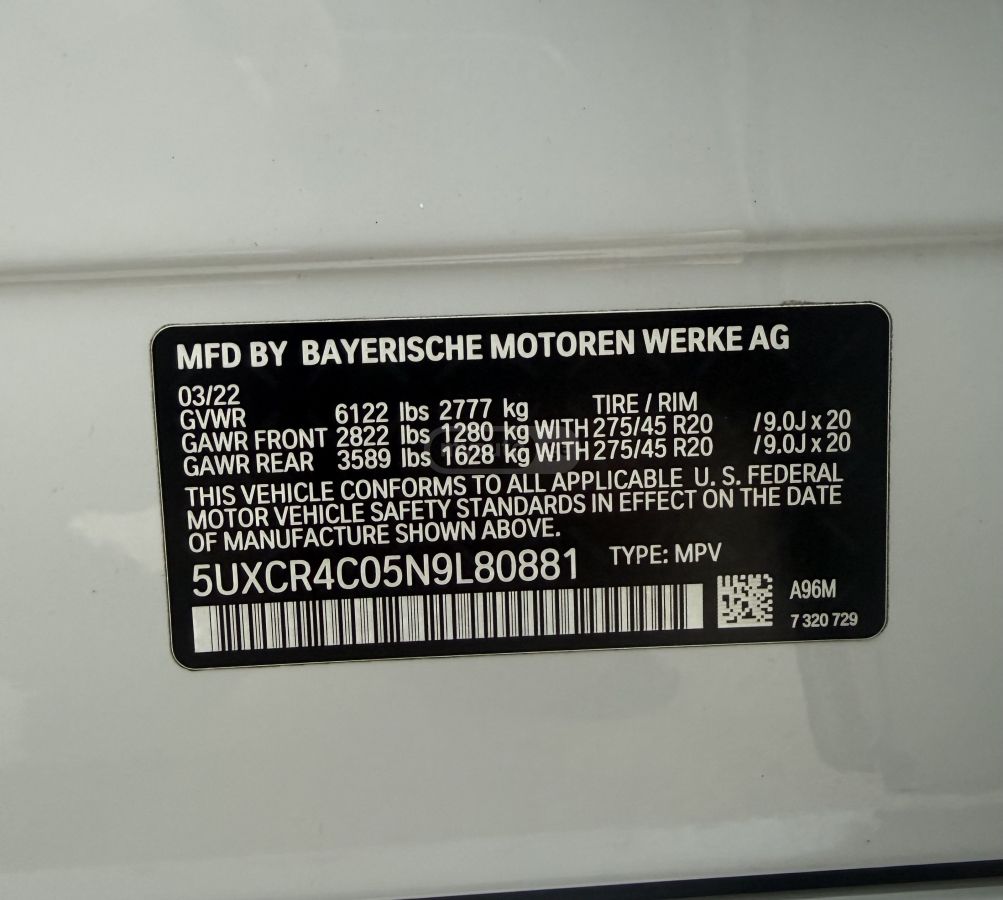 MFD BY BAYERISCHE MOTOREN WERKE AG
03/22 TIRE / RIM
GVWR 6122 lbs 2777 kg
GAWR FRONT 2822 lbs 1280 kg WITH 275/45 R20 / 9.0J x 20
GAWR REAR 3589 lbs 1628 kg WITH 275/45 R20 / 9.0J x 20
THIS VEHICLE CONFORMS TO ALL APPLICABLE U. S. FEDERAL
MOTOR VEHICLE SAFETY STANDARDS IN EFFECT ON THE DATE
OF MANUFACTURE SHOWN ABOVE.
5UXCR4C05N9L80881 TYPE: MPV
A96M
7 320 729